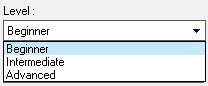 Level :
Beginner
Beginner
Intermediate
Advanced